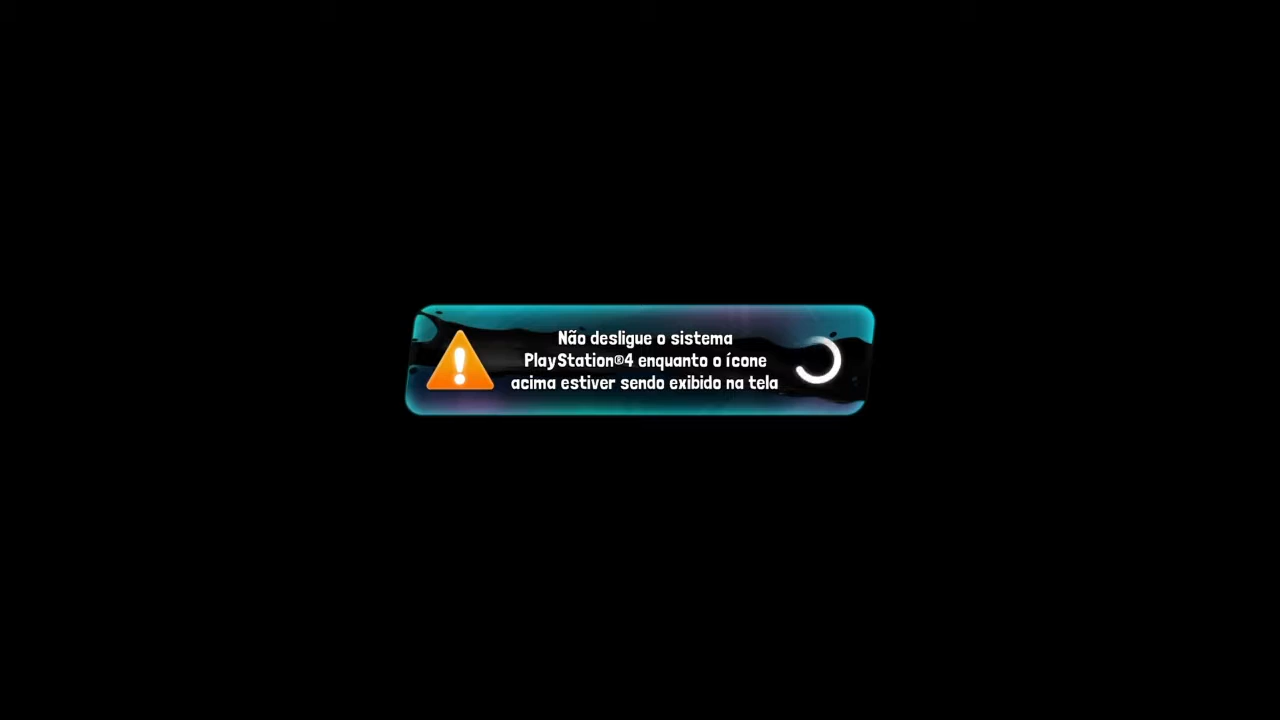 Não desligue o sistema
PlayStation®4 enquanto o ícone
acima estiver sendo exibido na tela